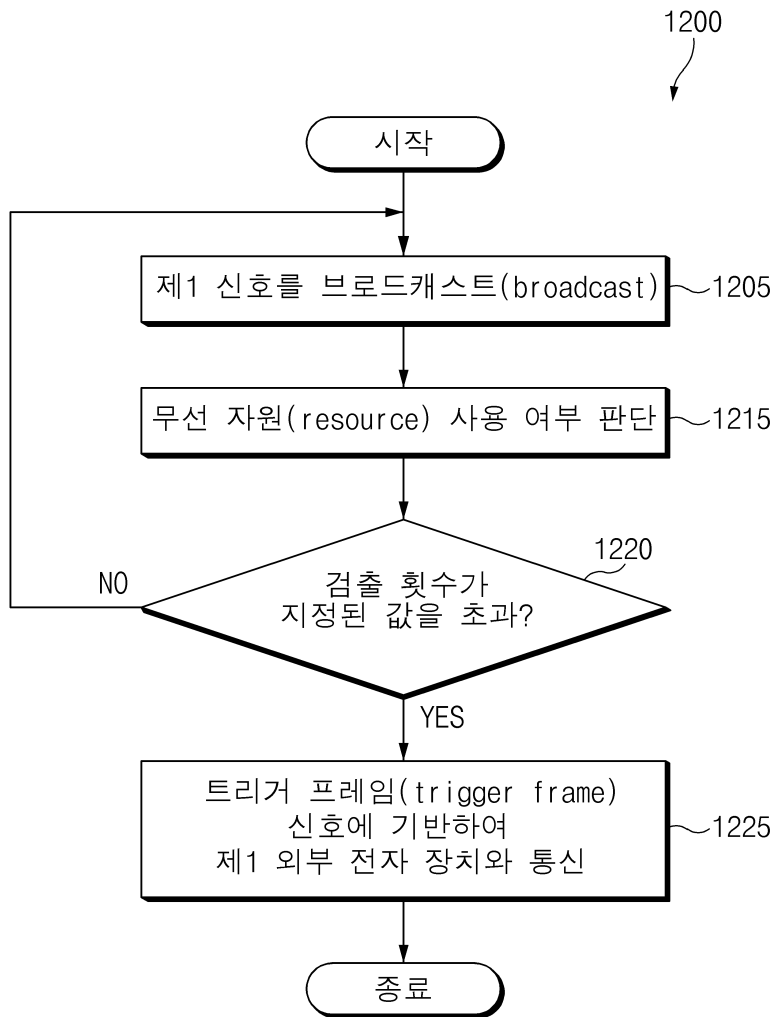 1200
시작
제1 신호를 브로드캐스트(broadcast)
1205
무선 자원(resource) 사용 여부 판단
1215
1220
검출 횟수가
지정된 값을 초과?
NO
YES
트리거 프레임(trigger frame)
신호에 기반하여
제1 외부 전자 장치와 통신
1225
종료